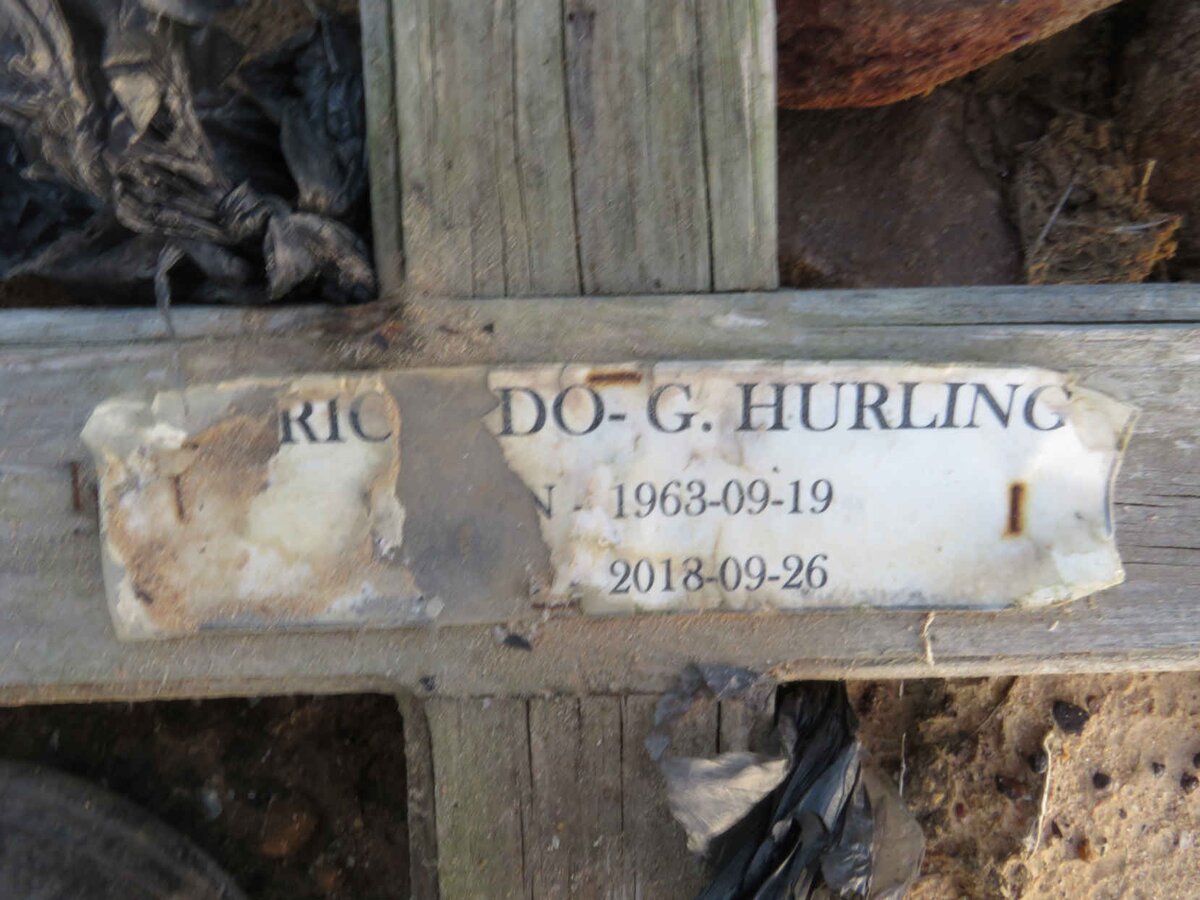 RIC DO- G. HURLING
N - 1963-09-19
2018-09-26